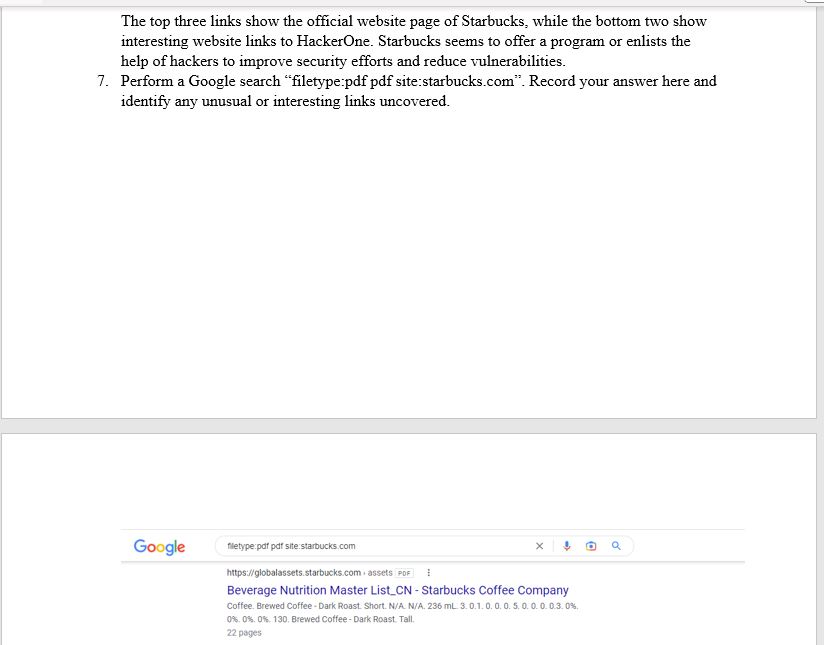 The top three links show the official website page of Starbucks, while the bottom two show
interesting website links to HackerOne. Starbucks seems to offer a program or enlists the
help of hackers to improve security efforts and reduce vulnerabilities.
7. Perform a Google search “filetype:pdf pdf site:starbucks.com”. Record your answer here and
identify any unusual or interesting links uncovered.
Google
filetype:pdf pdf site:starbucks.com
https://globalassets.starbucks.com › assets PDF
Beverage Nutrition Master List_CN - Starbucks Coffee Company
Coffee. Brewed Coffee - Dark Roast. Short. N/A. N/A. 236 mL. 3. 0.1. 0. 0. 0. 5. 0. 0. 0. 0.3. 0%.
0%. 0%. 0%. 130. Brewed Coffee - Dark Roast. Tall.
22 pages